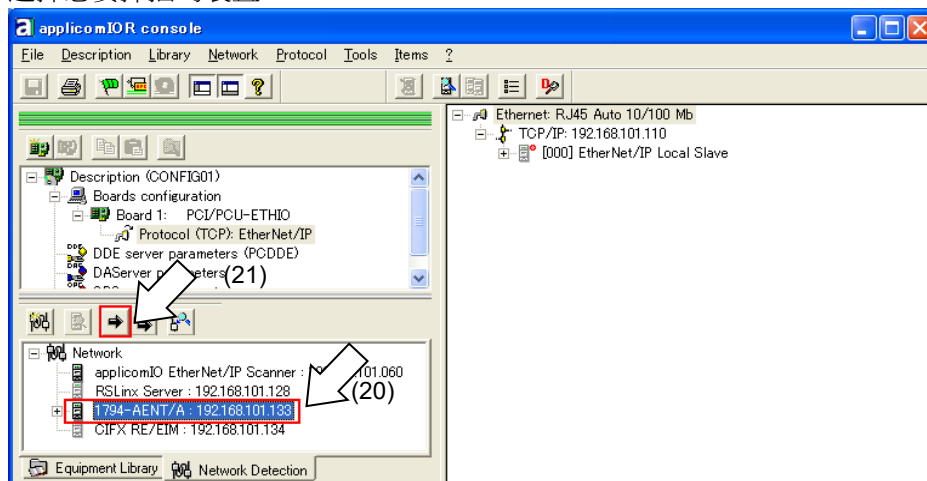 applicomIOR console
File Description Library Network Protocol Tools Items ?
Ethernet: RJ45 Auto 10/100 Mb
TCP/IP: 192.168.101.110
[000] EtherNet/IP Local Slave
Description (CONFIG01)
Boards configuration
Board 1: PCI/PCU-ETHIO
Protocol (TCP): EtherNet/IP
DDE server parameters (PCDDE)
DAServer
(21)
Network
applicomIO EtherNet/IP Scanner : 101.060
RSLinx Server : 192.168.101.128
(20)
1794-AENT/A : 192.168.101.133
CIFX RE/EIM : 192.168.101.134
Equipment Library Network Detection